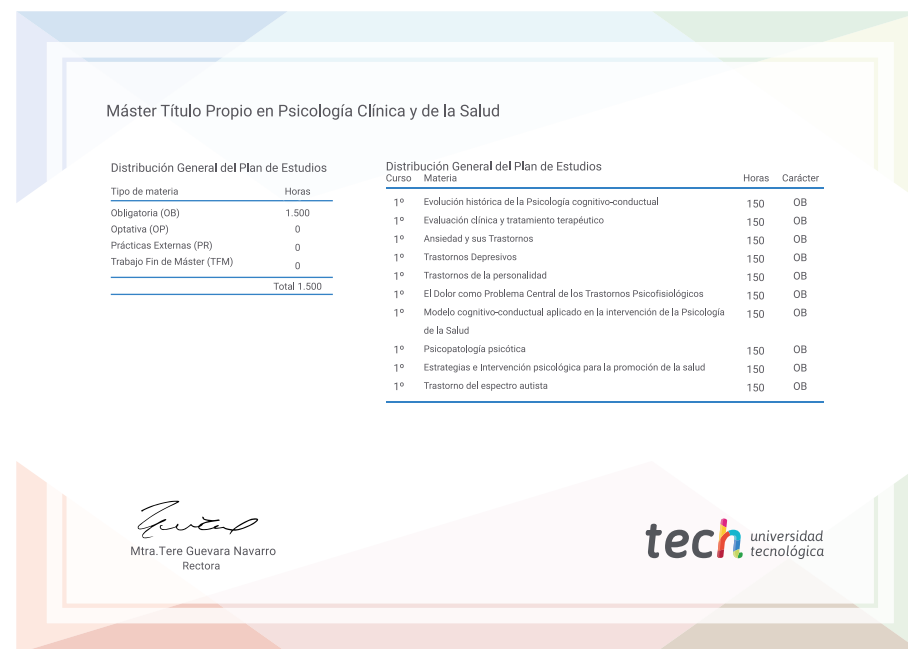 Máster Título Propio en Psicología Clínica y de la Salud
Distribución General del Plan de Estudios
Tipo de materia Horas
Obligatoria (OB) 1.500
Optativa (OP) 0
Prácticas Externas (PR) 0
Trabajo Fin de Máster (TFM) 0
Total 1.500
Distribución General del Plan de Estudios
Curso Materia Horas Carácter
1º Evolución histórica de la Psicología cognitivo-conductual 150 OB
1º Evaluación clínica y tratamiento terapéutico 150 OB
1º Ansiedad y sus Trastornos 150 OB
1º Trastornos Depresivos 150 OB
1º Trastornos de la personalidad 150 OB
1º El Dolor como Problema Central de los Trastornos Psicofisiológicos 150 OB
1º Modelo cognitivo-conductual aplicado en la intervención de la Psicología 150 OB
de la Salud
1º Psicopatología psicótica 150 OB
1º Estrategias e Intervención psicológica para la promoción de la salud 150 OB
1º Trastorno del espectro autista 150 OB
Mtra.Tere Guevara Navarro
Rectora
tech universidad
tecnológica